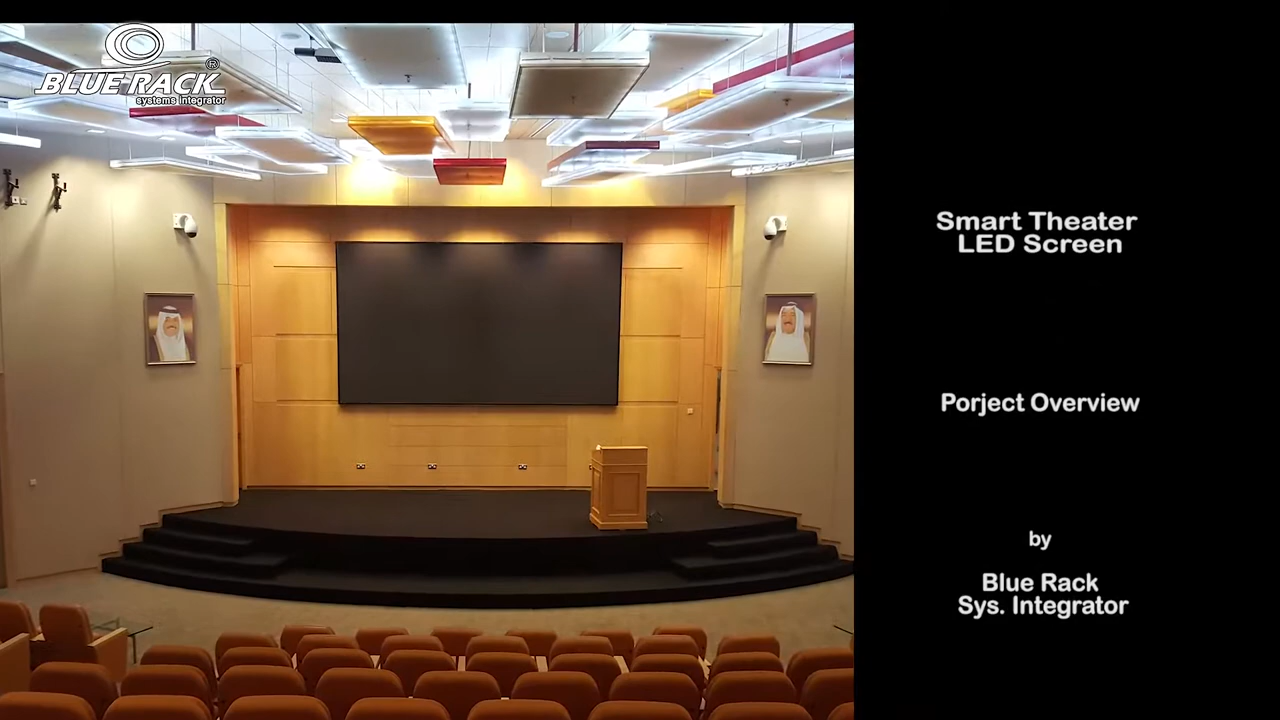 BLUE RACK ®
systems Integrator
Smart Theater
LED Screen
Porject Overview
by
Blue Rack
Sys. Integrator